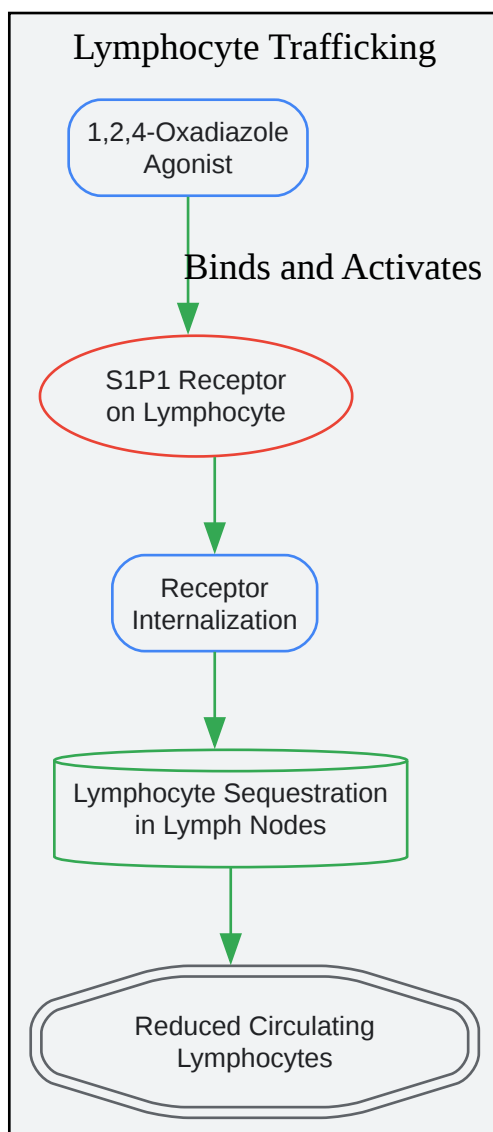 Lymphocyte Trafficking
1,2,4-Oxadiazole
Agonist
Binds and Activates
S1P1 Receptor
on Lymphocyte
Receptor
Internalization
Lymphocyte Sequestration
in Lymph Nodes
Reduced Circulating
Lymphocytes